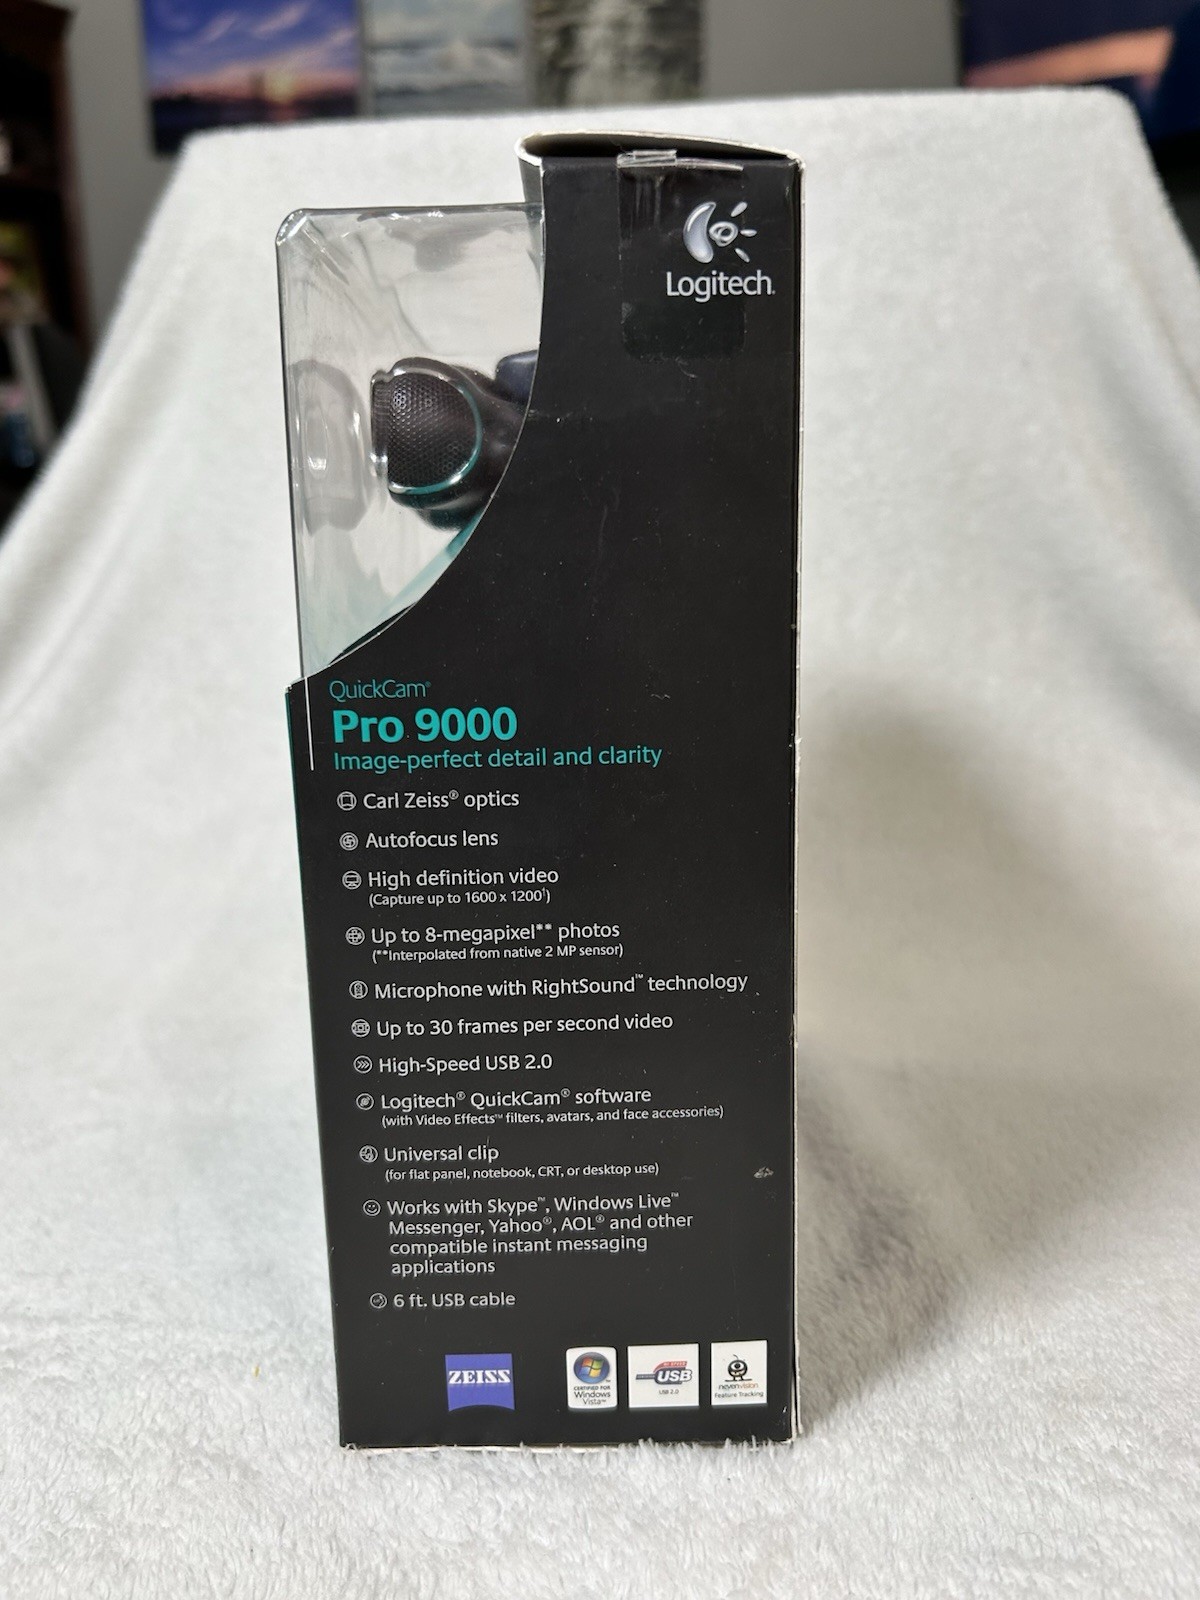 Logitech.
QuickCam®
Pro 9000
Image-perfect detail and clarity
Carl Zeiss® optics
Autofocus lens
High definition video
(Capture up to 1600 x 1200†)
Up to 8-megapixel** photos
(**Interpolated from native 2 MP sensor)
Microphone with RightSound™ technology
Up to 30 frames per second video
High-Speed USB 2.0
Logitech® QuickCam® software
(with Video Effects™ filters, avatars, and face accessories)
Universal clip
(for flat panel, notebook, CRT, or desktop use)
Works with Skype™, Windows Live™
Messenger, Yahoo®, AOL® and other
compatible instant messaging
applications
6 ft. USB cable
ZEISS
CERTIFIED FOR
Windows
Vista™
HI-SPEED
CERTIFIED
USB
USB 2.0
nevenvision
Feature Tracking